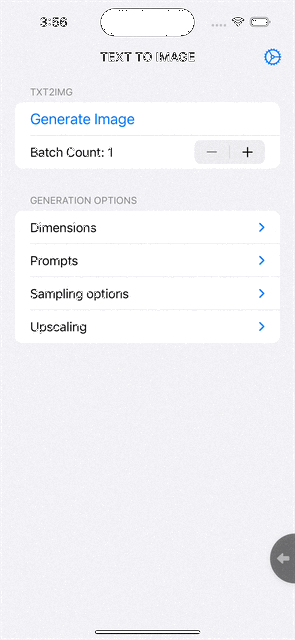 3:56
TEXT TO IMAGE
TXT2IMG
Generate Image
Batch Count: 1
GENERATION OPTIONS
Dimensions
Prompts
Sampling options
Upscaling